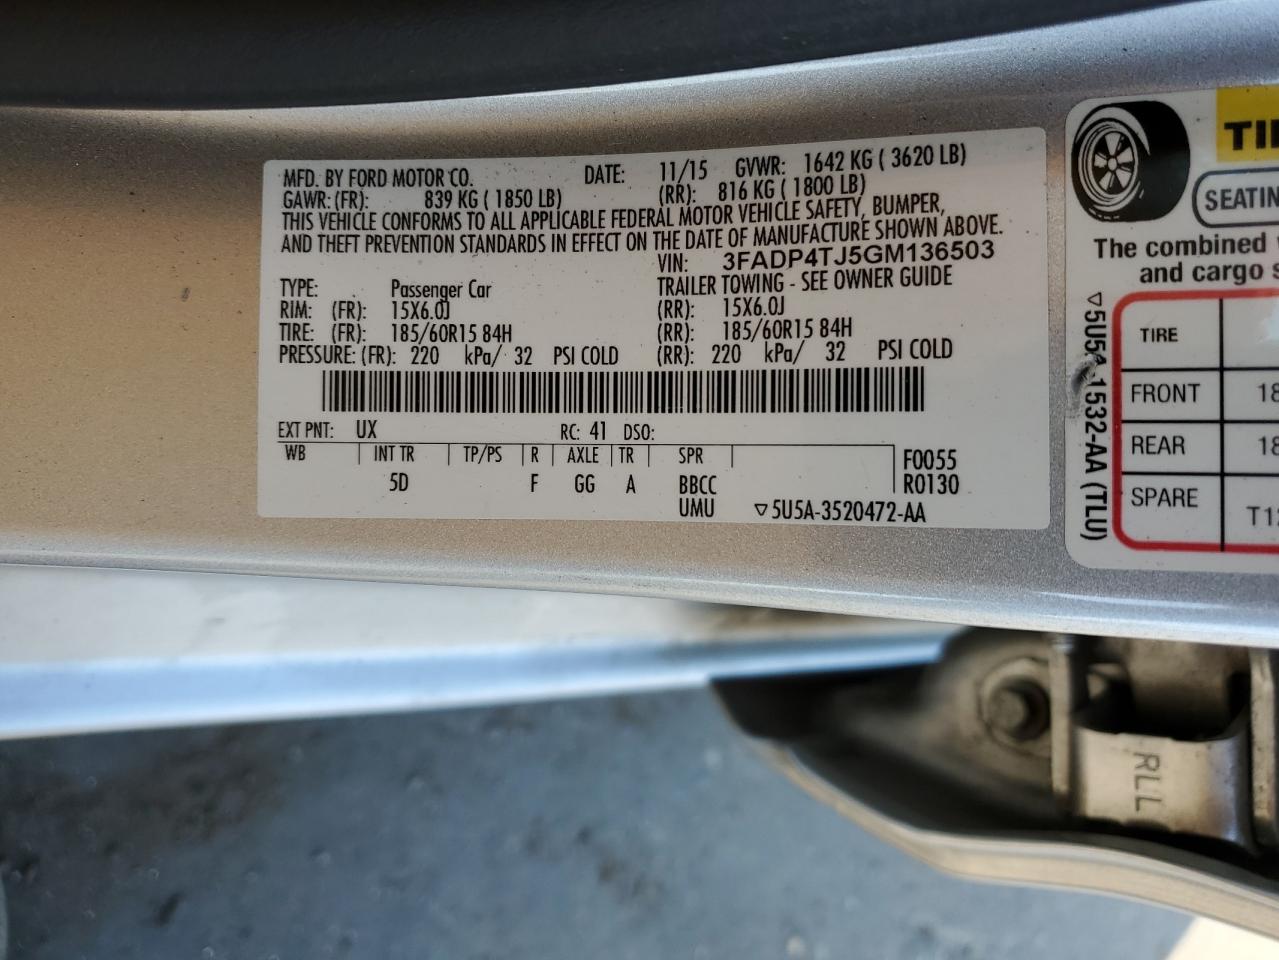 MFD. BY FORD MOTOR CO. DATE: 11/15 GVWR: 1642 KG ( 3620 LB)
GAWR: (FR): 839 KG ( 1850 LB) (RR): 816 KG ( 1800 LB)
THIS VEHICLE CONFORMS TO ALL APPLICABLE FEDERAL MOTOR VEHICLE SAFETY, BUMPER,
AND THEFT PREVENTION STANDARDS IN EFFECT ON THE DATE OF MANUFACTURE SHOWN ABOVE.
VIN: 3FADP4TJ5GM136503
TYPE: Passenger Car TRAILER TOWING - SEE OWNER GUIDE
RIM: (FR): 15X6.0J (RR): 15X6.0J
TIRE: (FR): 185/60R15 84H (RR): 185/60R15 84H
PRESSURE: (FR): 220 kPa/ 32 PSI COLD (RR): 220 kPa/ 32 PSI COLD
EXT PNT: UX RC: 41 DSO:
WB INT TR TP/PS R AXLE TR SPR F0055
5D F GG A BBCC R0130
UMU ▽5U5A-3520472-AA
SEATIN
The combined
and cargo
▽5U5A-1532-AA (TLU)
TIRE
FRONT 18
REAR 18
SPARE T12
RLL